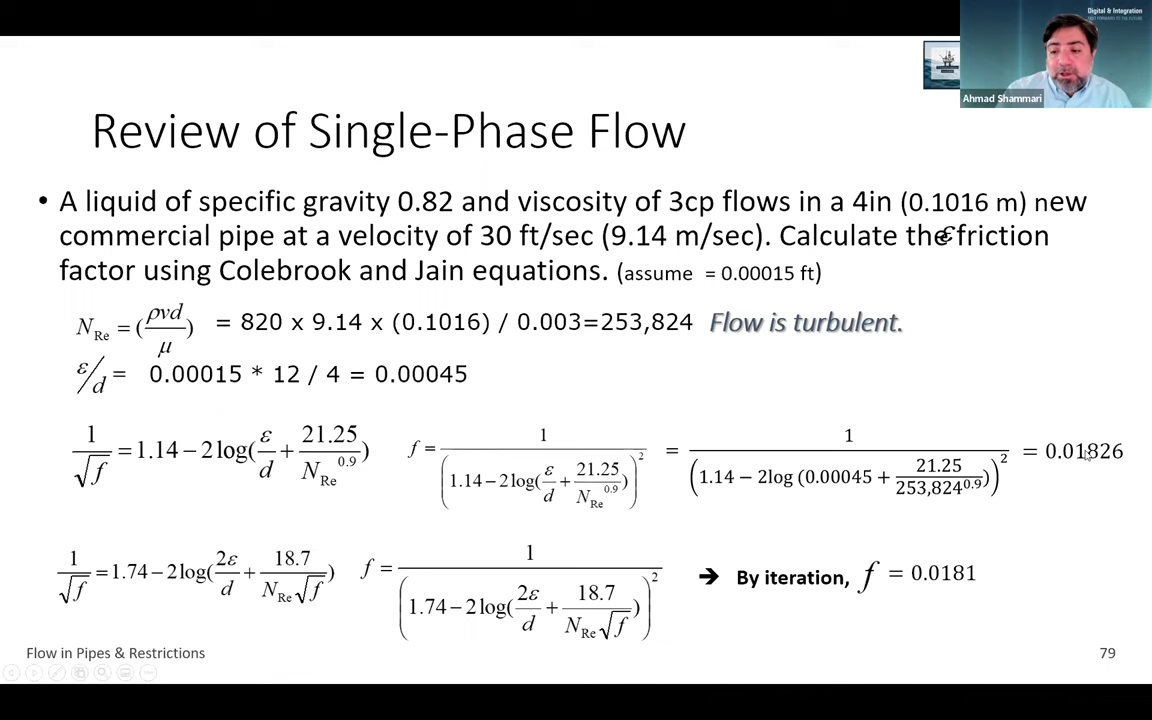 Digital & Integration
FAST FORWARD TO THE FUTURE
Ahmad Shammari
Review of Single-Phase Flow
• A liquid of specific gravity 0.82 and viscosity of 3cp flows in a 4in (0.1016 m) new
commercial pipe at a velocity of 30 ft/sec (9.14 m/sec). Calculate the ε friction
factor using Colebrook and Jain equations. (assume = 0.00015 ft)
N_Re = (ρvd/μ) = 820 x 9.14 x (0.1016) / 0.003=253,824 Flow is turbulent.
ε/d = 0.00015 * 12 / 4 = 0.00045
1/√f = 1.14 − 2log(ε/d + 21.25/N_Re^0.9) f = 1/(1.14 − 2log(ε/d + 21.25/N_Re^0.9))^2 = 1/(1.14 − 2log (0.00045 + 21.25/253,824^0.9))^2 = 0.01826
1/√f = 1.74 − 2log(2ε/d + 18.7/N_Re√f) f = 1/(1.74 − 2log(2ε/d + 18.7/N_Re√f))^2 ➔ By iteration, f = 0.0181
Flow in Pipes & Restrictions
79